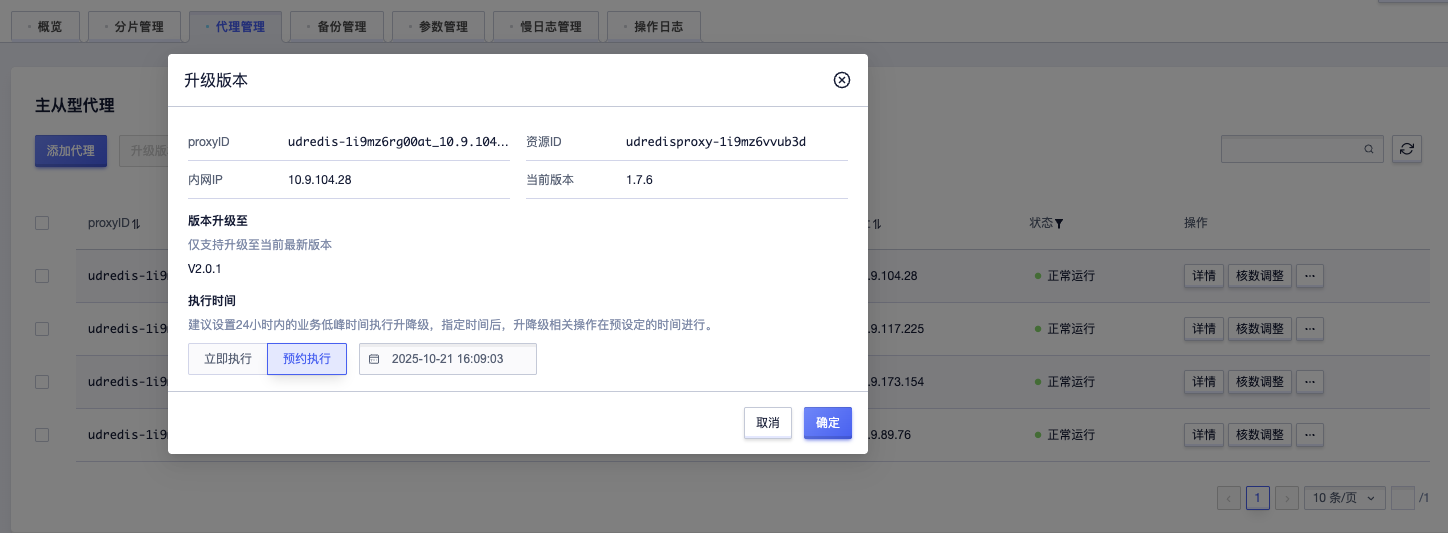 概览 分片管理 代理管理 备份管理 参数管理 慢日志管理 操作日志
主从型代理
添加代理 升级版
升级版本
proxyID udredis-1i9mz6rg00at_10.9.104... 资源ID udredisproxy-1i9mz6vvub3d
内网IP 10.9.104.28 当前版本 1.7.6
版本升级至
仅支持升级至当前最新版本
V2.0.1
执行时间
建议设置24小时内的业务低峰时间执行升降级，指定时间后，升降级相关操作在预设定的时间进行。
立即执行 预约执行 2025-10-21 16:09:03
取消 确定
proxyID 状态 操作
udredis-1i9 .9.104.28 正常运行 详情 核数调整 ...
udredis-1i9 .9.117.225 正常运行 详情 核数调整 ...
udredis-1i9 .9.173.154 正常运行 详情 核数调整 ...
udredis-1i9 .9.89.76 正常运行 详情 核数调整 ...
1 10 条/页 /1